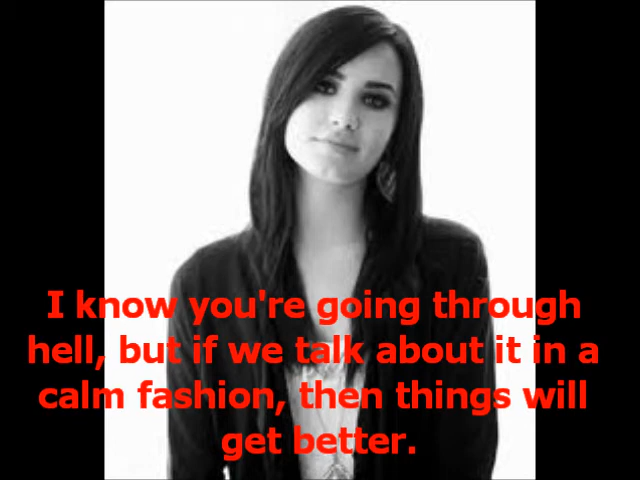 I know you're going through
hell, but if we talk about it in a
calm fashion, then things will
get better.